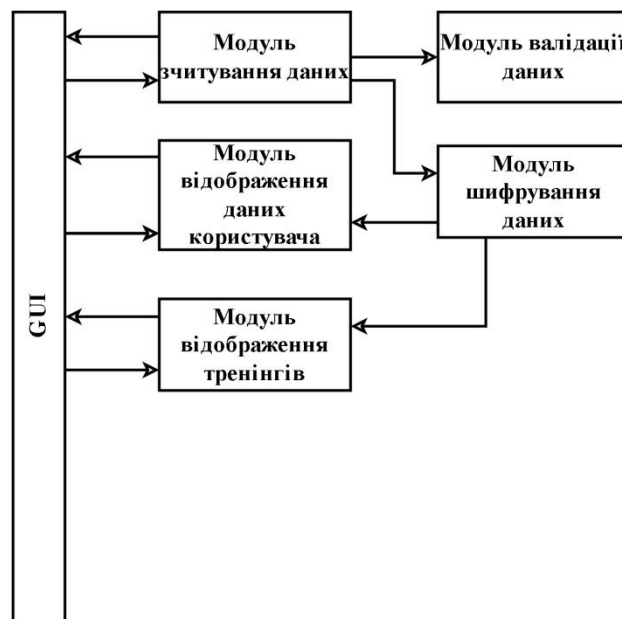 GUI
Модуль
зчитування даних
Модуль валідації
даних
Модуль
відображення
даних
користувача
Модуль
шифрування
даних
Модуль
відображення
тренінгів